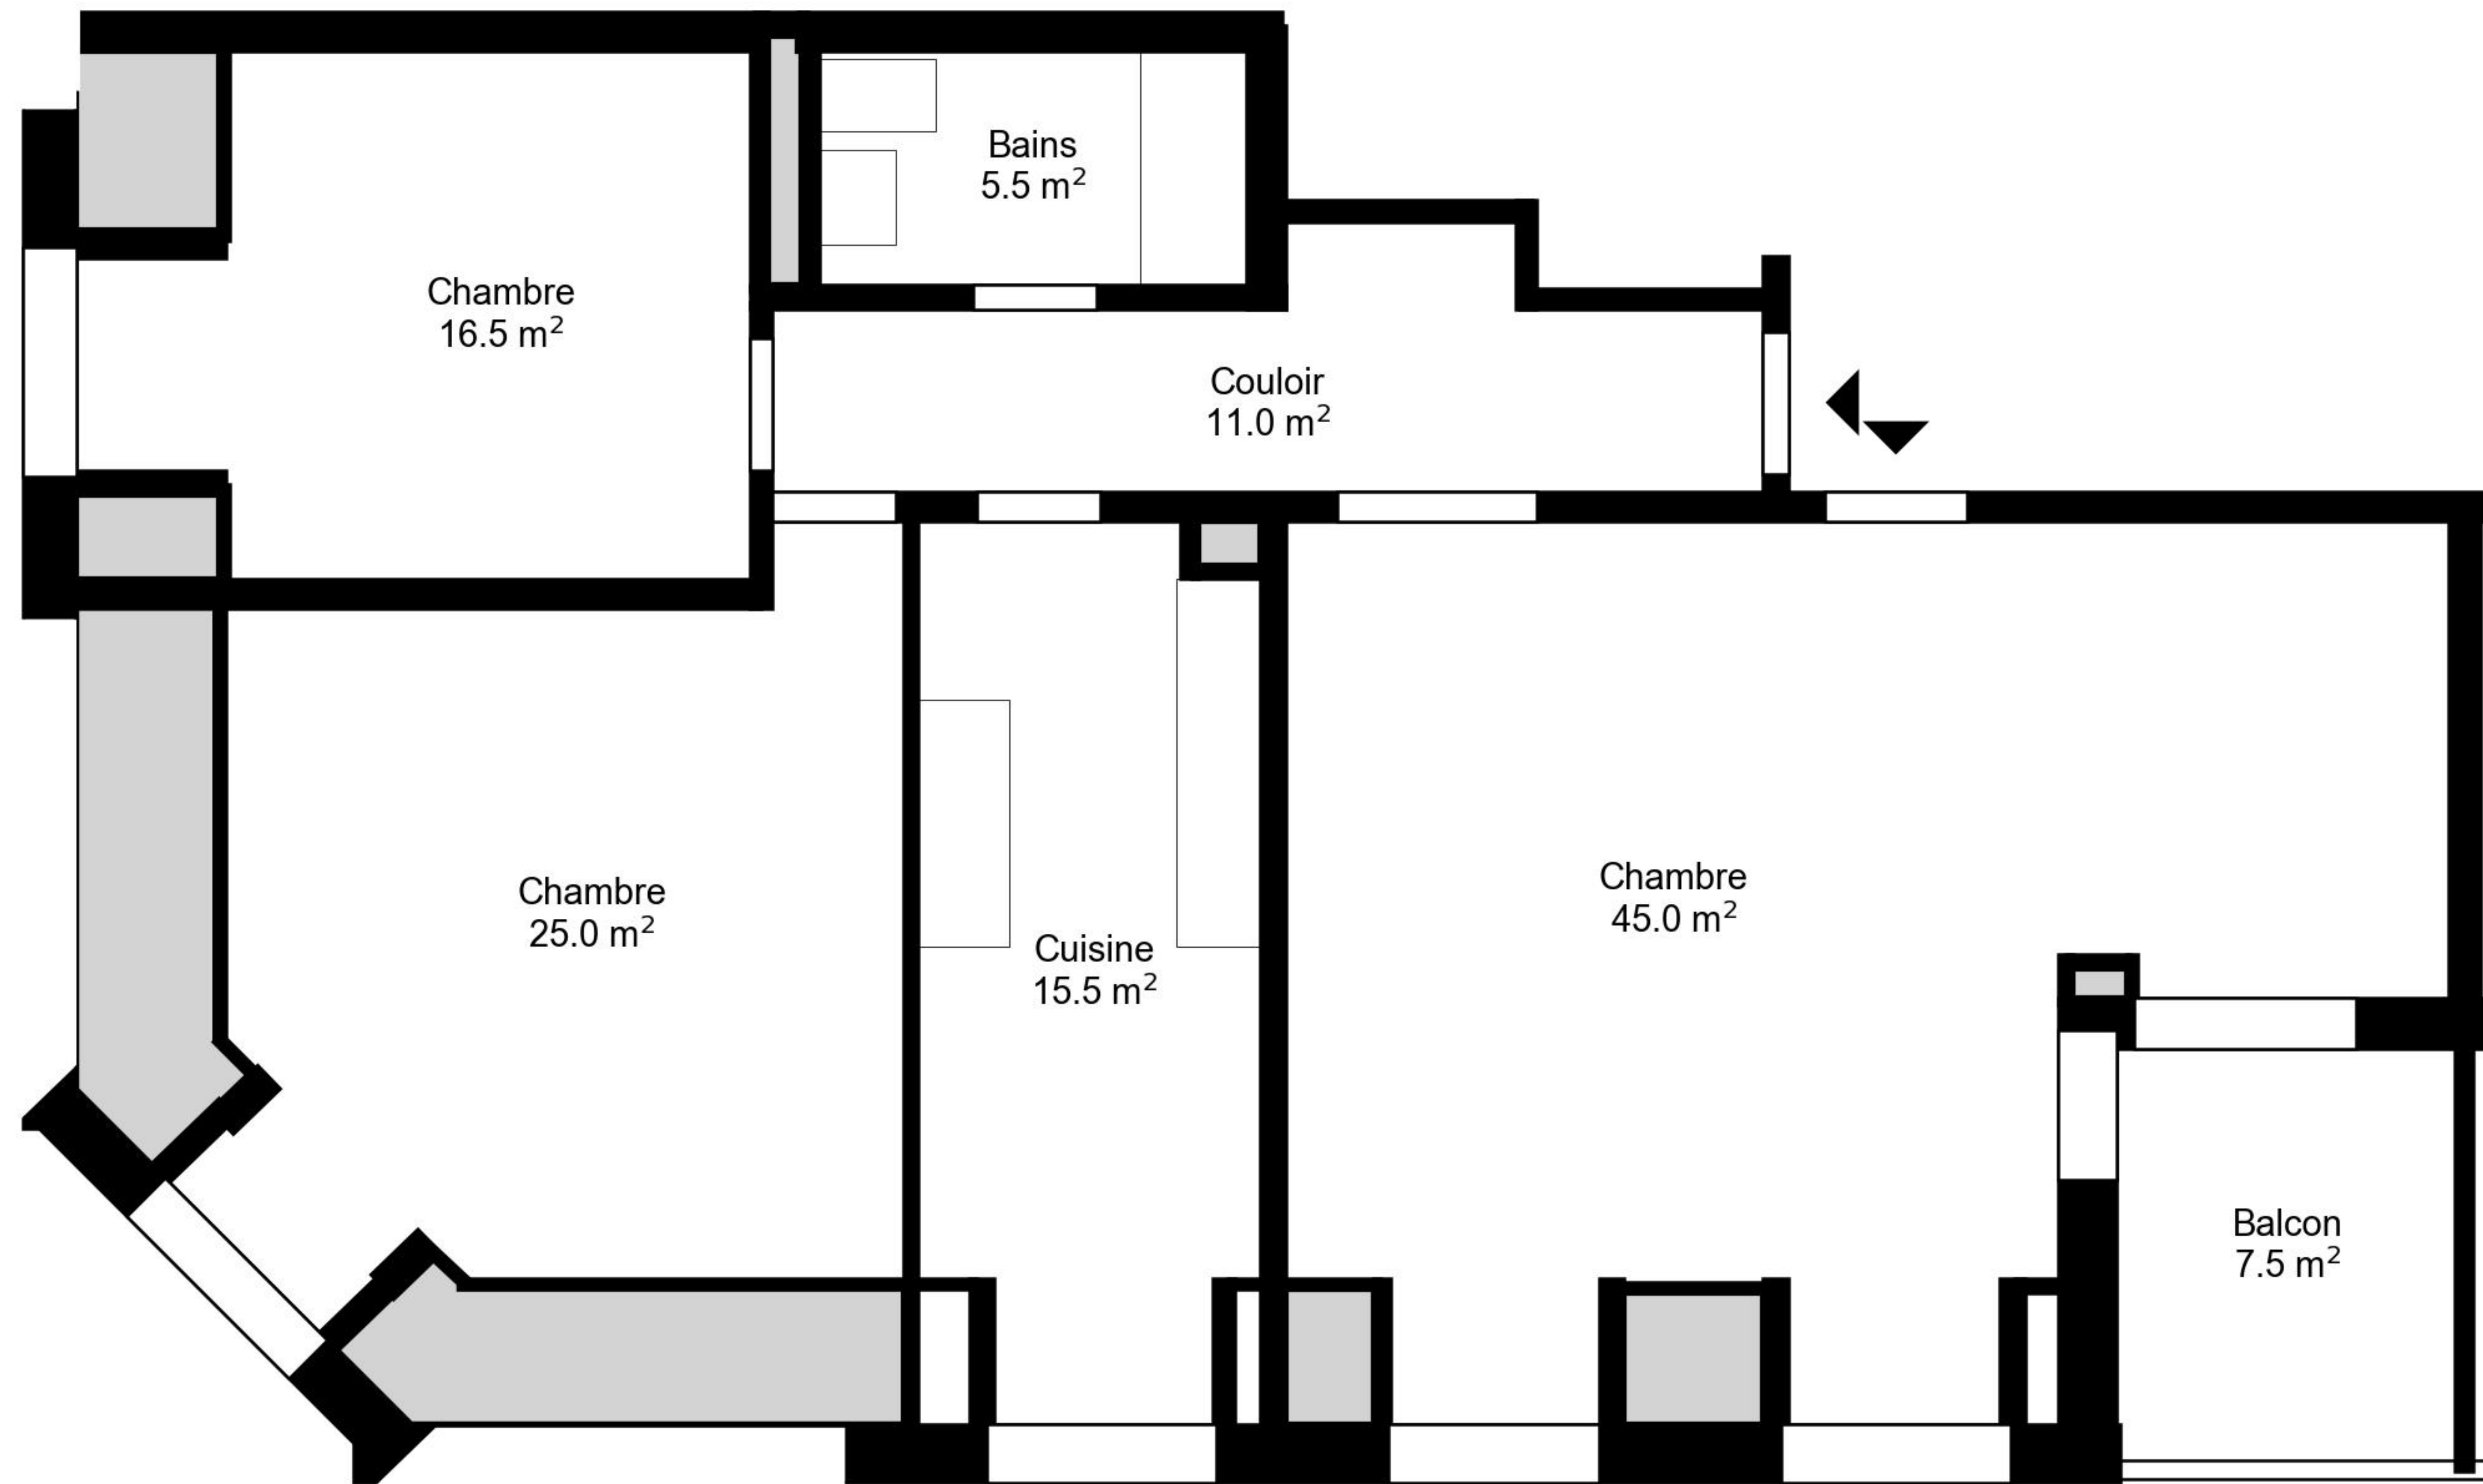 Bains
5.5 m²
Chambre
16.5 m²
Couloir
11.0 m²
Chambre
25.0 m²
Cuisine
15.5 m²
Chambre
45.0 m²
Balcon
7.5 m²